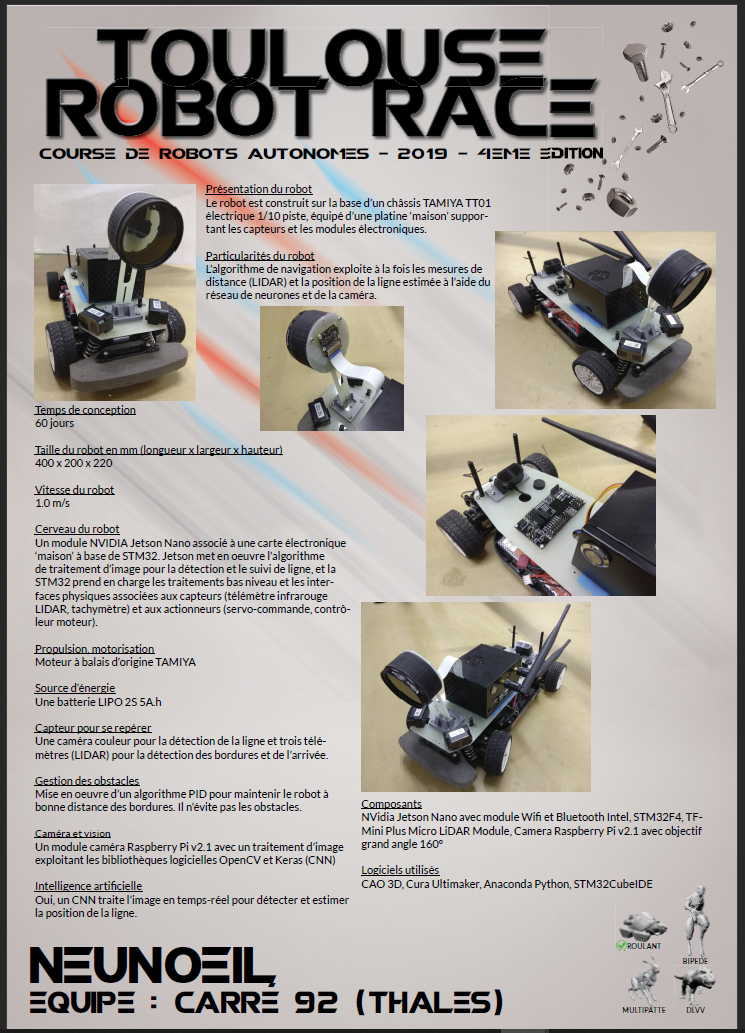 TOULOUSE
ROBOT RACE
COURSE DE ROBOTS AUTONOMES - 2019 - 4EME EDITION
Présentation du robot
Le robot est construit sur la base d'un châssis TAMIYA TT01
électrique 1/10 piste, équipé d'une platine 'maison' suppor-
tant les capteurs et les modules électroniques.
Particularités du robot
L'algorithme de navigation exploite à la fois les mesures de
distance (LIDAR) et la position de la ligne estimée à l'aide du
réseau de neurones et de la caméra.
Temps de conception
60 jours
Taille du robot en mm (longueur x largeur x hauteur)
400 x 200 x 220
Vitesse du robot
1.0 m/s
Cerveau du robot
Un module NVIDIA Jetson Nano associé à une carte électronique
'maison' à base de STM32. Jetson met en oeuvre l'algorithme
de traitement d'image pour la détection et le suivi de ligne, et la
STM32 prend en charge les traitements bas niveau et les inter-
faces physiques associées aux capteurs (télémètre infrarouge
LIDAR, tachymètre) et aux actionneurs (servo-commande, contrô-
leur moteur).
Propulsion, motorisation
Moteur à balais d'origine TAMIYA
Source d'énergie
Une batterie LIPO 2S 5A.h
Capteur pour se repérer
Une caméra couleur pour la détection de la ligne et trois télé-
mètres (LIDAR) pour la détection des bordures et de l'arrivée.
Gestion des obstacles
Mise en oeuvre d'un algorithme PID pour maintenir le robot à
bonne distance des bordures. Il n'évite pas les obstacles.
Caméra et vision
Un module caméra Raspberry Pi v2.1 avec un traitement d'image
exploitant les bibliothèques logicielles OpenCV et Keras (CNN)
Intelligence artificielle
Oui, un CNN traite l'image en temps-réel pour détecter et estimer
la position de la ligne.
Composants
NVidia Jetson Nano avec module Wifi et Bluetooth Intel, STM32F4, TF-
Mini Plus Micro LiDAR Module, Camera Raspberry Pi v2.1 avec objectif
grand angle 160°
Logiciels utilisés
CAO 3D, Cura Ultimaker, Anaconda Python, STM32CubeIDE
ROULANT
BIPEDE
MULTIPATTE
DLVV
NEUNOEIL
EQUIPE : CARRÉ 92 (THALES)